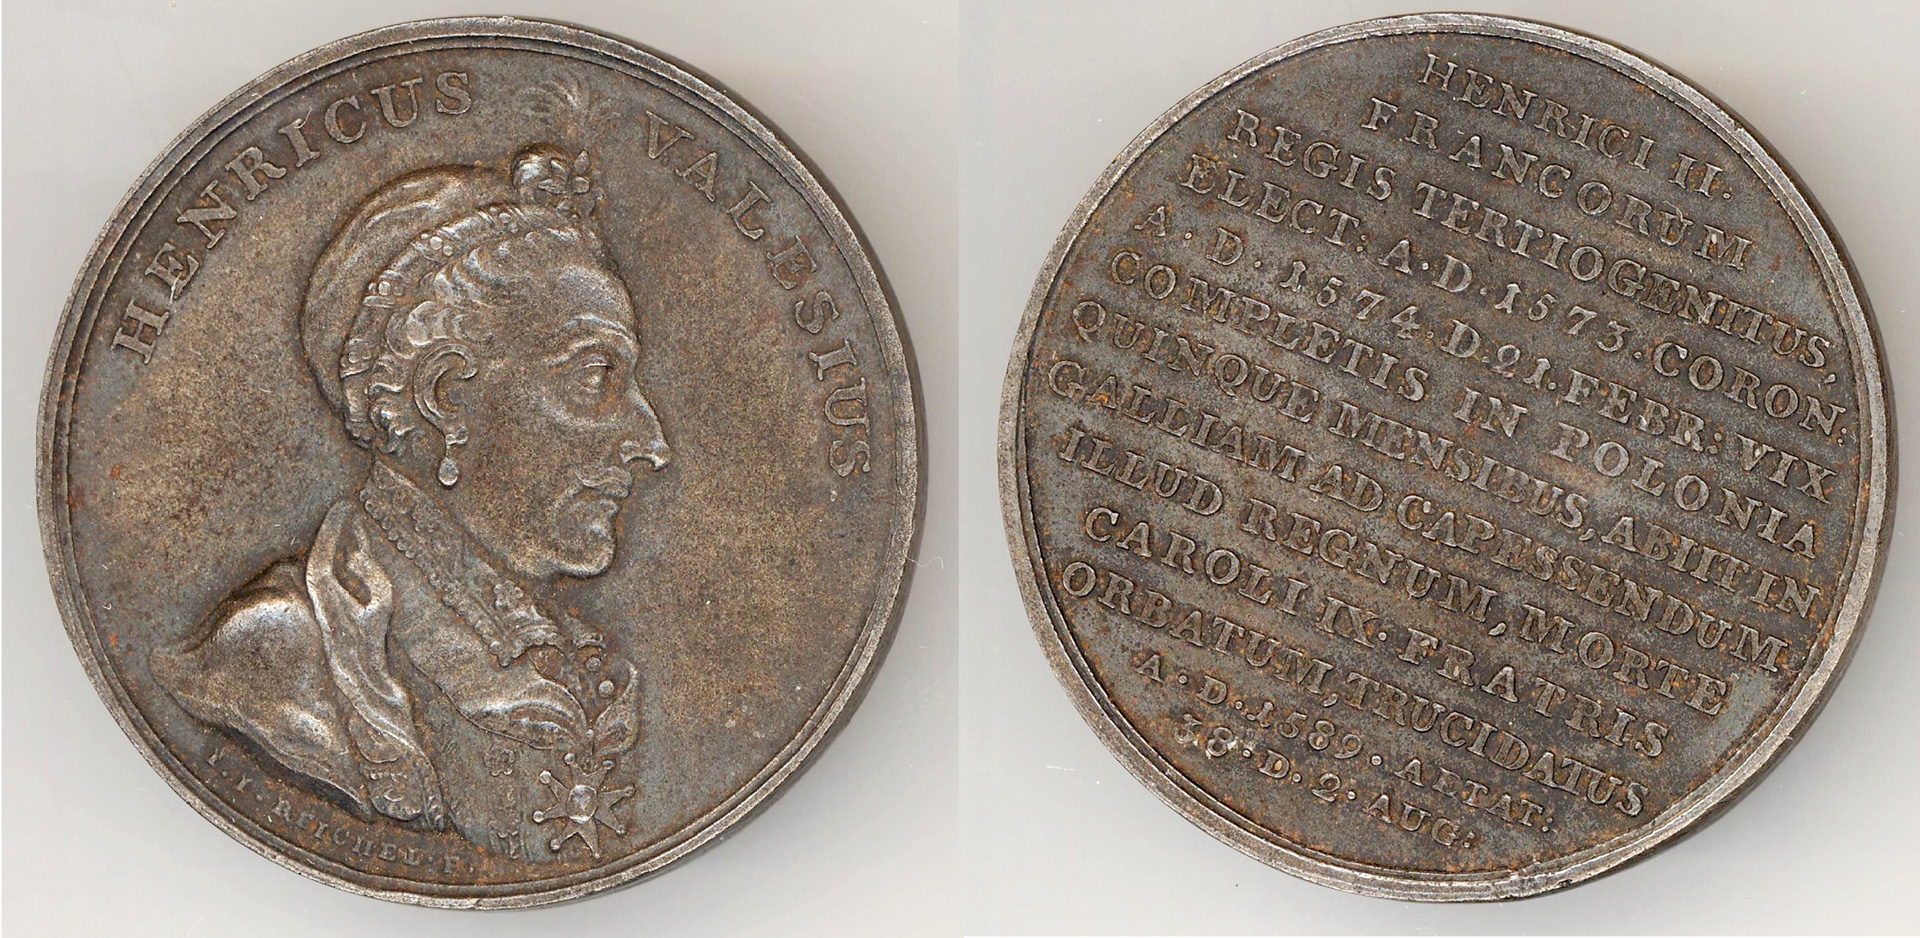 HENRICUS VALESIUS
I. I. REICHEL. F.
HENRICI II.
FRANCORUM
REGIS TERTIOGENITUS,
ELECT: A. D. 1573. CORON:
A. D. 1574. D. 21. FEBR: VIX
COMPLETIS IN POLONIA
QUINQUE MENSIBUS, ABIIT IN
GALLIAM AD CAPESSENDUM
ILLUD REGNUM, MORTE
CAROLI IX. FRATRIS
ORBATUM, TRUCIDATUS
A. D. 1589. AETAT:
38. D. 2. AUG: